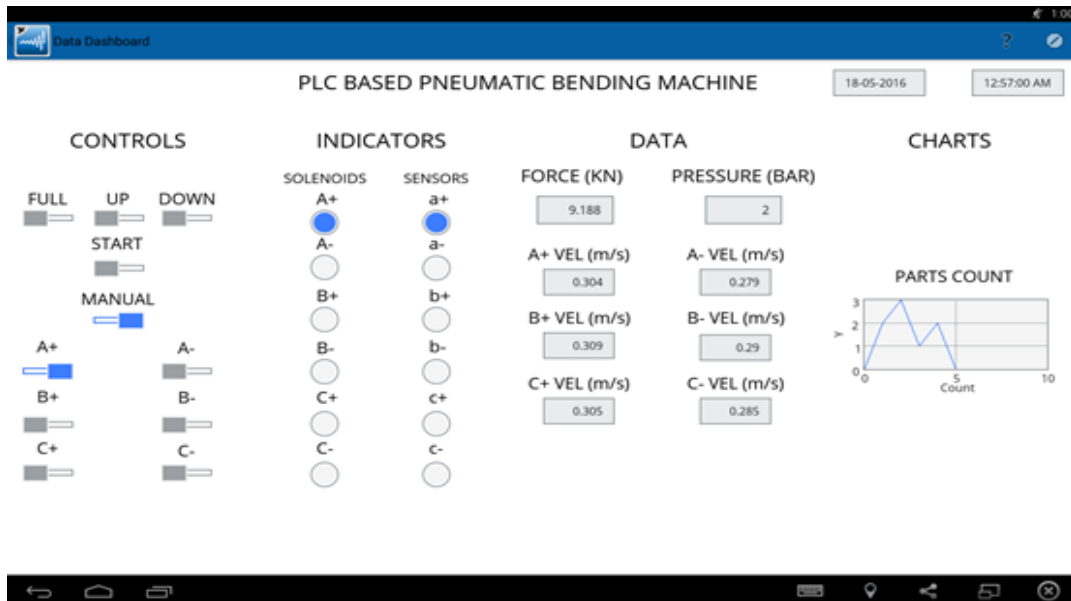 1:00
Data Dashboard ?
PLC BASED PNEUMATIC BENDING MACHINE 18-05-2016 12:57:00 AM
CONTROLS INDICATORS DATA CHARTS
SOLENOIDS SENSORS FORCE (KN) PRESSURE (BAR)
FULL UP DOWN A+ a+
9.188 2
START A- a-
A+ VEL (m/s) A- VEL (m/s)
0.304 0.279
PARTS COUNT
MANUAL B+ b+
B+ VEL (m/s) B- VEL (m/s)
0.309 0.29
A+ A- B- b-
C+ VEL (m/s) C- VEL (m/s)
B+ B- C+ c+
0.305 0.285
C+ C- C- c-
3
2
1
0
Y
0 5 10
Count